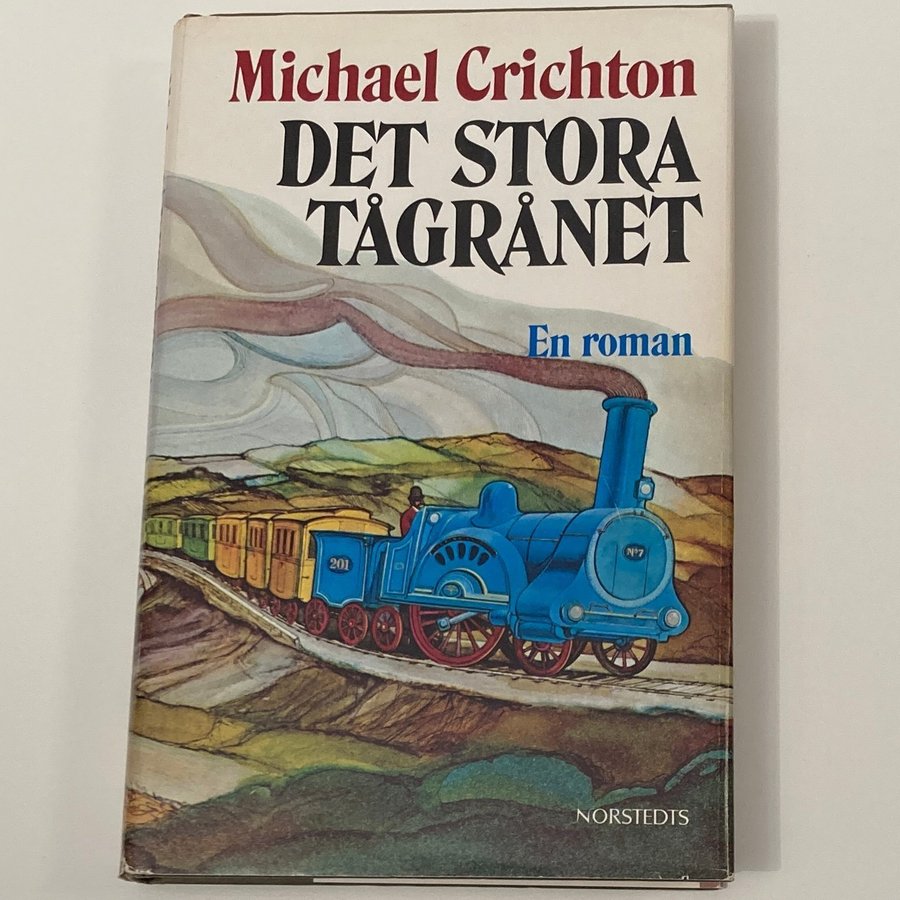 Michael Crichton
DET STORA
TÅGRÅNET
En roman
Nº7
201
NORSTEDTS